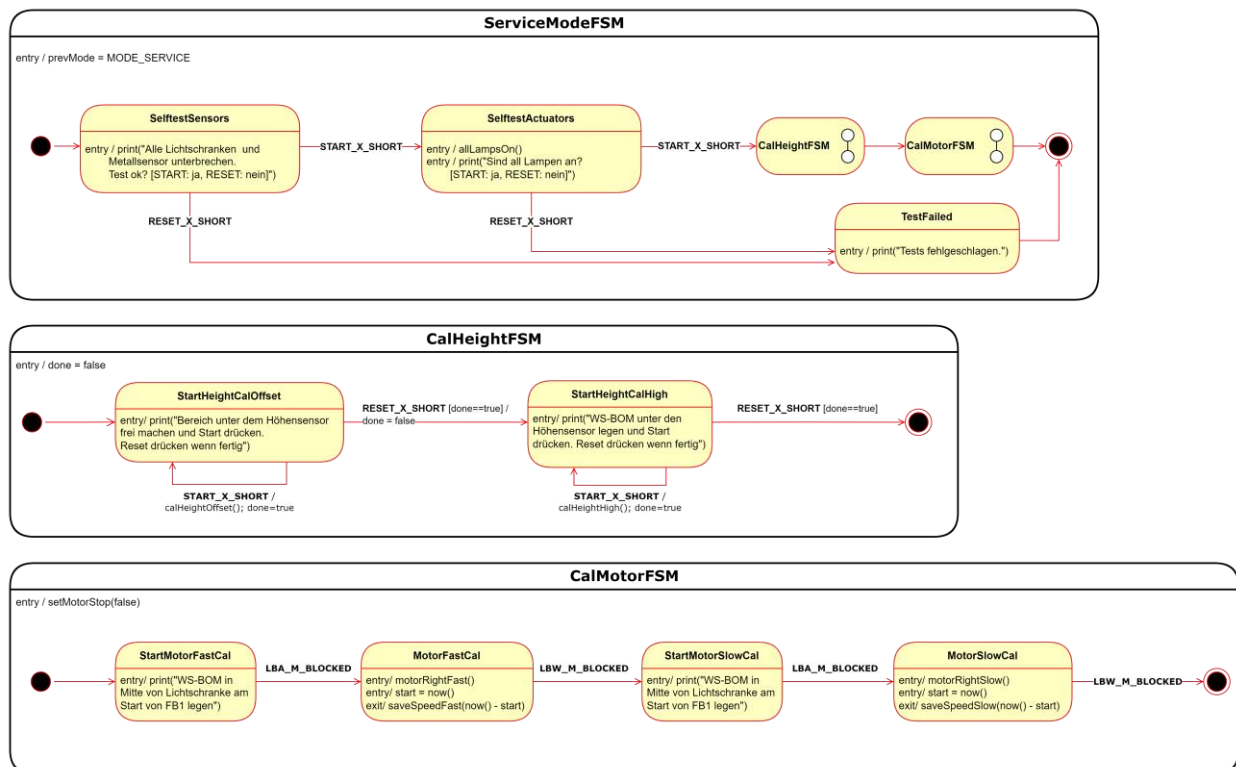 ServiceModeFSM
entry / prevMode = MODE_SERVICE
SelftestSensors
entry / print("Alle Lichtschranken und
Metallsensor unterbrechen.
Test ok? [START: ja, RESET: nein]")
START_X_SHORT
SelftestActuators
entry / allLampsOn()
entry / print("Sind all Lampen an?
[START: ja, RESET: nein]")
START_X_SHORT
CalHeightFSM
CalMotorFSM
RESET_X_SHORT
RESET_X_SHORT
TestFailed
entry / print("Tests fehlgeschlagen.")
CalHeightFSM
entry / done = false
StartHeightCalOffset
entry/ print("Bereich unter dem Höhensensor
frei machen und Start drücken.
Reset drücken wenn fertig")
RESET_X_SHORT [done==true] /
done = false
StartHeightCalHigh
entry/ print("WS-BOM unter den
Höhensensor legen und Start
drücken. Reset drücken wenn fertig")
RESET_X_SHORT [done==true]
START_X_SHORT /
calHeightOffset(); done=true
START_X_SHORT /
calHeightHigh(); done=true
CalMotorFSM
entry / setMotorStop(false)
StartMotorFastCal
entry/ print("WS-BOM in
Mitte von Lichtschranke am
Start von FB1 legen")
LBA_M_BLOCKED
MotorFastCal
entry/ motorRightFast()
entry/ start = now()
exit/ saveSpeedFast(now() - start)
LBW_M_BLOCKED
StartMotorSlowCal
entry/ print("WS-BOM in
Mitte von Lichtschranke am
Start von FB1 legen")
LBA_M_BLOCKED
MotorSlowCal
entry/ motorRightSlow()
entry/ start = now()
exit/ saveSpeedSlow(now() - start)
LBW_M_BLOCKED